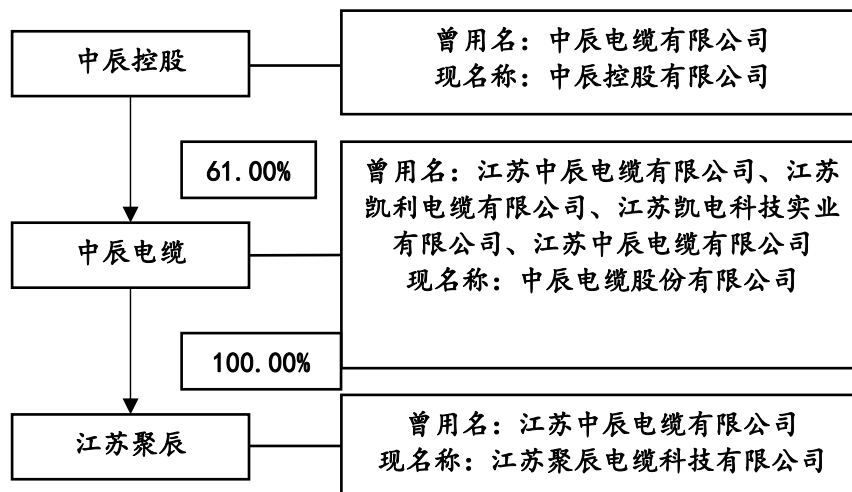 中辰控股
曾用名：中辰电缆有限公司
现名称：中辰控股有限公司
61.00%
中辰电缆
曾用名：江苏中辰电缆有限公司、江苏
凯利电缆有限公司、江苏凯电科技实业
有限公司、江苏中辰电缆有限公司
现名称：中辰电缆股份有限公司
100.00%
江苏聚辰
曾用名：江苏中辰电缆有限公司
现名称：江苏聚辰电缆科技有限公司